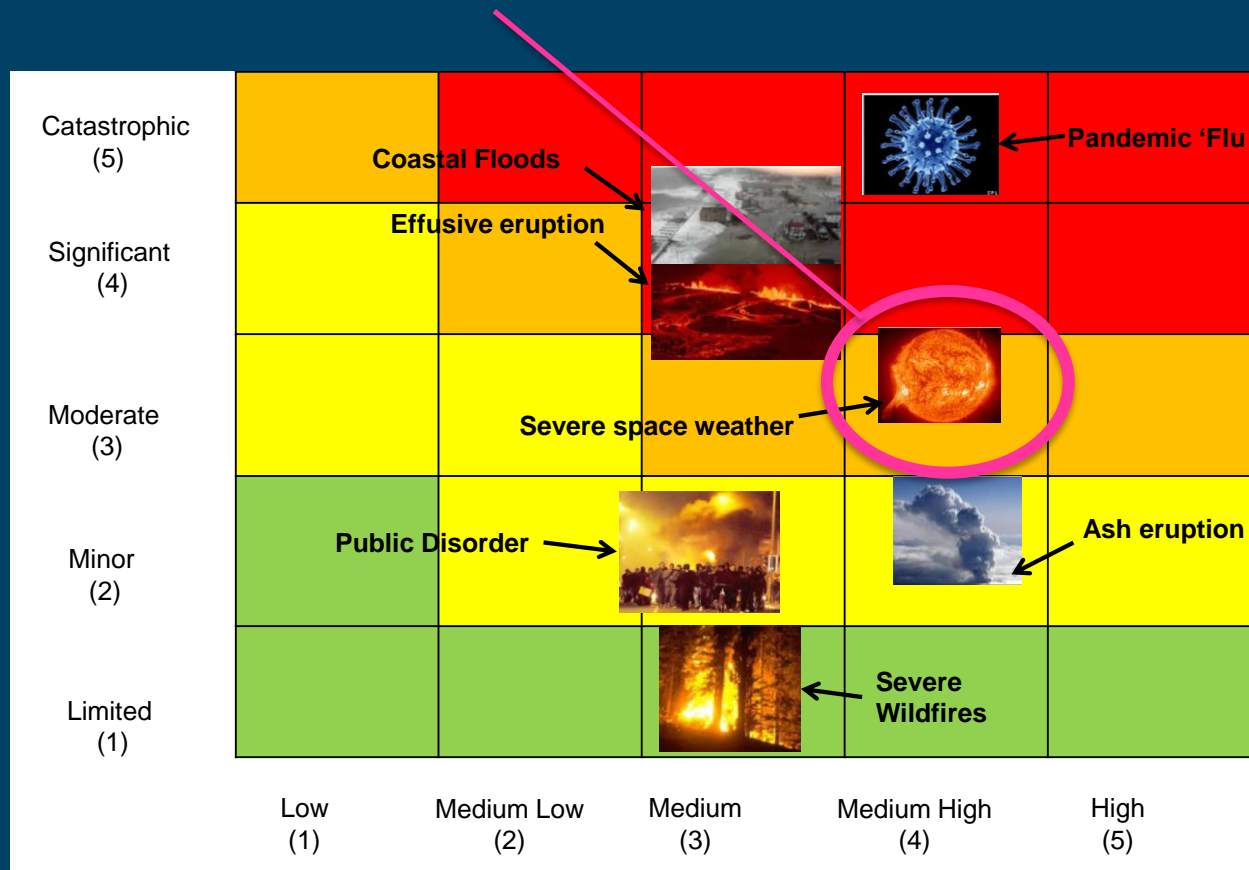 Catastrophic
(5)
Coastal Floods
Pandemic ‘Flu
Effusive eruption
Significant
(4)
Moderate
(3)
Severe space weather
Minor
(2)
Public Disorder
Ash eruption
Limited
(1)
Severe
Wildfires
Low
(1)
Medium Low
(2)
Medium
(3)
Medium High
(4)
High
(5)